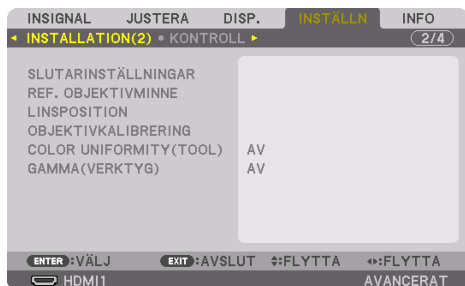 INSIGNAL JUSTERA DISP. INSTÄLLN INFO
◂ INSTALLATION(2) • KONTROLL ▸ 2/4
SLUTARINSTÄLLNINGAR
REF. OBJEKTIVMINNE
LINSPOSITION
OBJEKTIVKALIBRERING
COLOR UNIFORMITY(TOOL) AV
GAMMA(VERKTYG) AV
ENTER:VÄLJ EXIT:AVSLUT ♦:FLYTTA ◂▸:FLYTTA
HDMI1 AVANCERAT